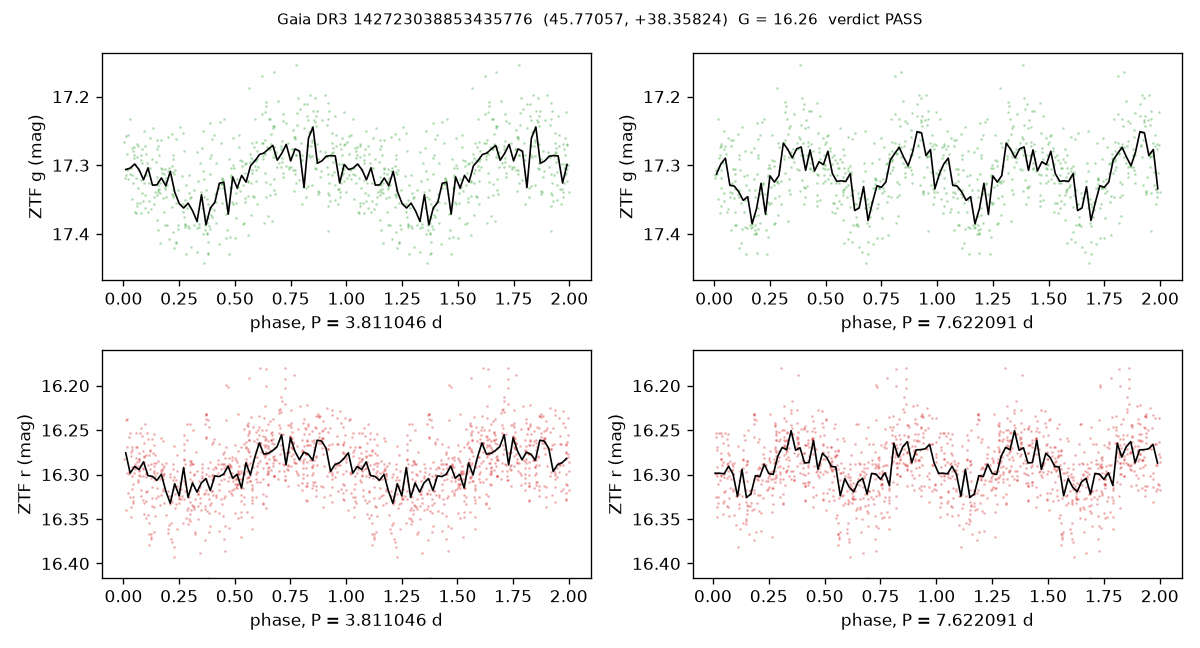 Gaia DR3 142723038853435776 (45.77057, +38.35824) G = 16.26 verdict PASS
ZTF g (mag)
17.2
17.3
17.4
0.00 0.25 0.50 0.75 1.00 1.25 1.50 1.75 2.00
phase, P = 3.811046 d
ZTF g (mag)
17.2
17.3
17.4
0.00 0.25 0.50 0.75 1.00 1.25 1.50 1.75 2.00
phase, P = 7.622091 d
ZTF r (mag)
16.20
16.25
16.30
16.35
16.40
0.00 0.25 0.50 0.75 1.00 1.25 1.50 1.75 2.00
phase, P = 3.811046 d
ZTF r (mag)
16.20
16.25
16.30
16.35
16.40
0.00 0.25 0.50 0.75 1.00 1.25 1.50 1.75 2.00
phase, P = 7.622091 d